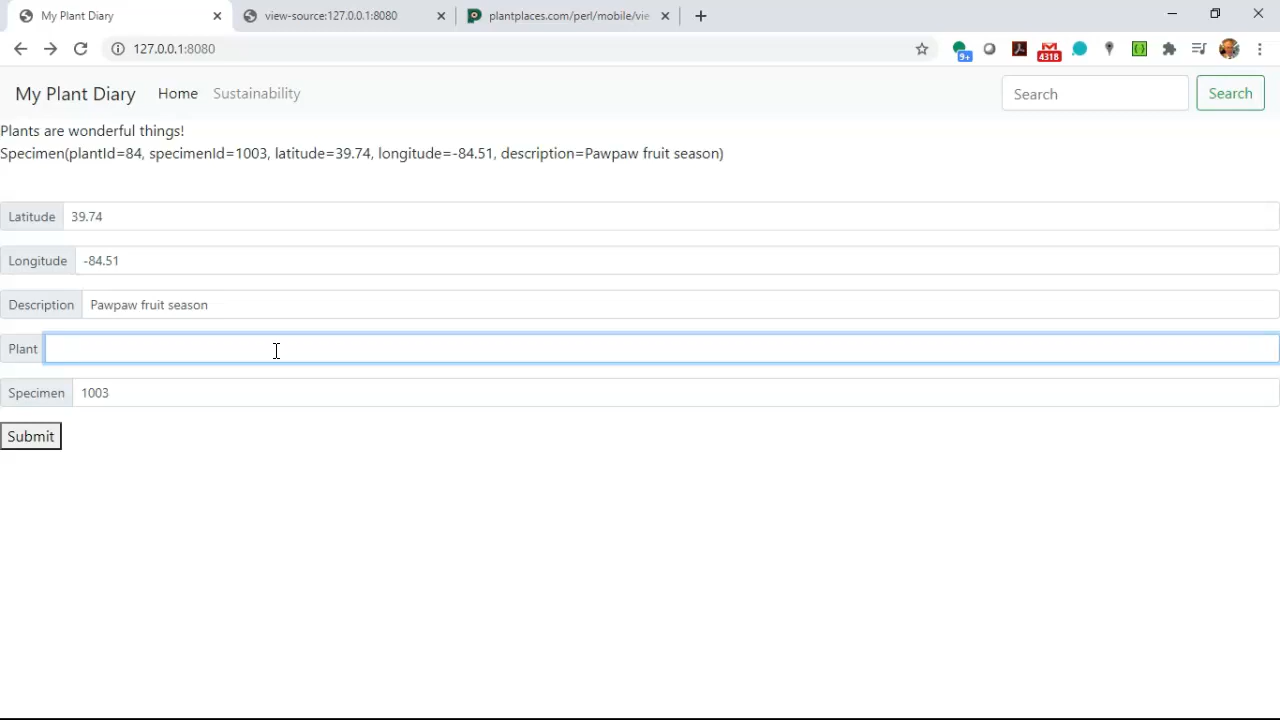 My Plant Diary
view-source:127.0.0.1:8080
plantplaces.com/perl/mobile/vie
127.0.0.1:8080
9+
4318
My Plant Diary Home Sustainability Search Search
Plants are wonderful things!
Specimen(plantId=84, specimenId=1003, latitude=39.74, longitude=-84.51, description=Pawpaw fruit season)
Latitude 39.74
Longitude -84.51
Description Pawpaw fruit season
Plant
Specimen 1003
Submit